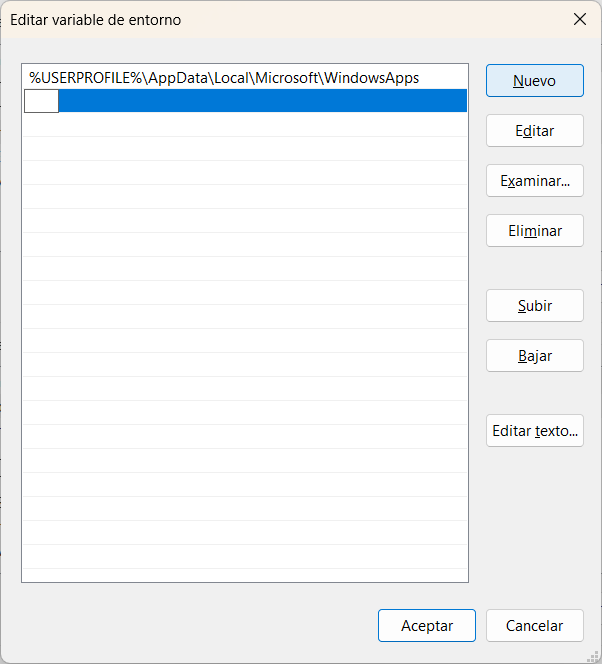 Editar variable de entorno
%USERPROFILE%\AppData\Local\Microsoft\WindowsApps
Nuevo
Editar
Examinar...
Eliminar
Subir
Bajar
Editar texto...
Aceptar
Cancelar